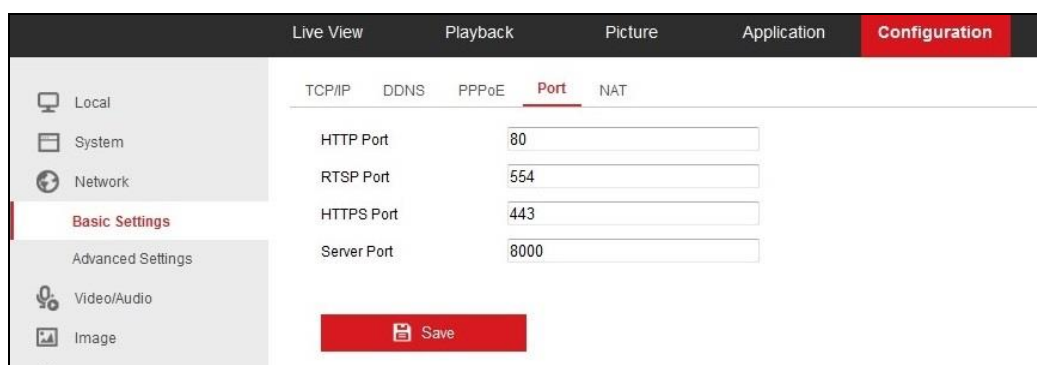 Live View Playback Picture Application Configuration
TCP/IP DDNS PPPoE Port NAT
Local
System
Network
Basic Settings
Advanced Settings
Video/Audio
Image
HTTP Port 80
RTSP Port 554
HTTPS Port 443
Server Port 8000
Save